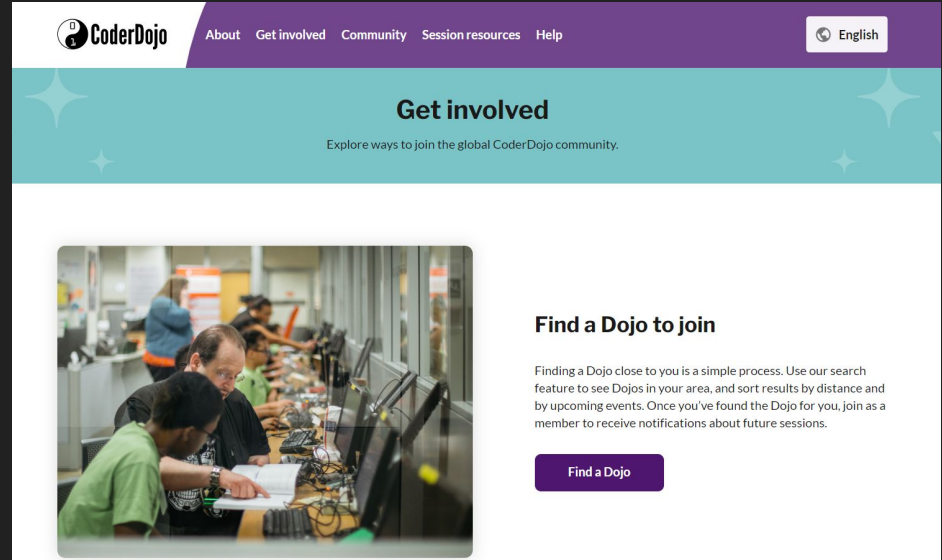 0
1
CoderDojo
About Get involved Community Session resources Help
English
Get involved
Explore ways to join the global CoderDojo community.
Find a Dojo to join
Finding a Dojo close to you is a simple process. Use our search
feature to see Dojos in your area, and sort results by distance and
by upcoming events. Once you've found the Dojo for you, join as a
member to receive notifications about future sessions.
Find a Dojo